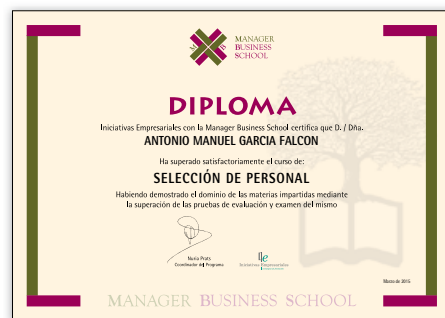 M B
MANAGER
BUSINESS
SCHOOL
DIPLOMA
Iniciativas Empresariales con la Manager Business School certifica que D. / Dña.
ANTONIO MANUEL GARCIA FALCON
Ha superado satisfactoriamente el curso de:
SELECCIÓN DE PERSONAL
Habiendo demostrado el dominio de las materias impartidas mediante
la superación de las pruebas de evaluación y examen del mismo
Nuria Prats
Coordinador del Programa
Iniciativas Empresariales
Marzo de 2015
MANAGER BUSINESS SCHOOL